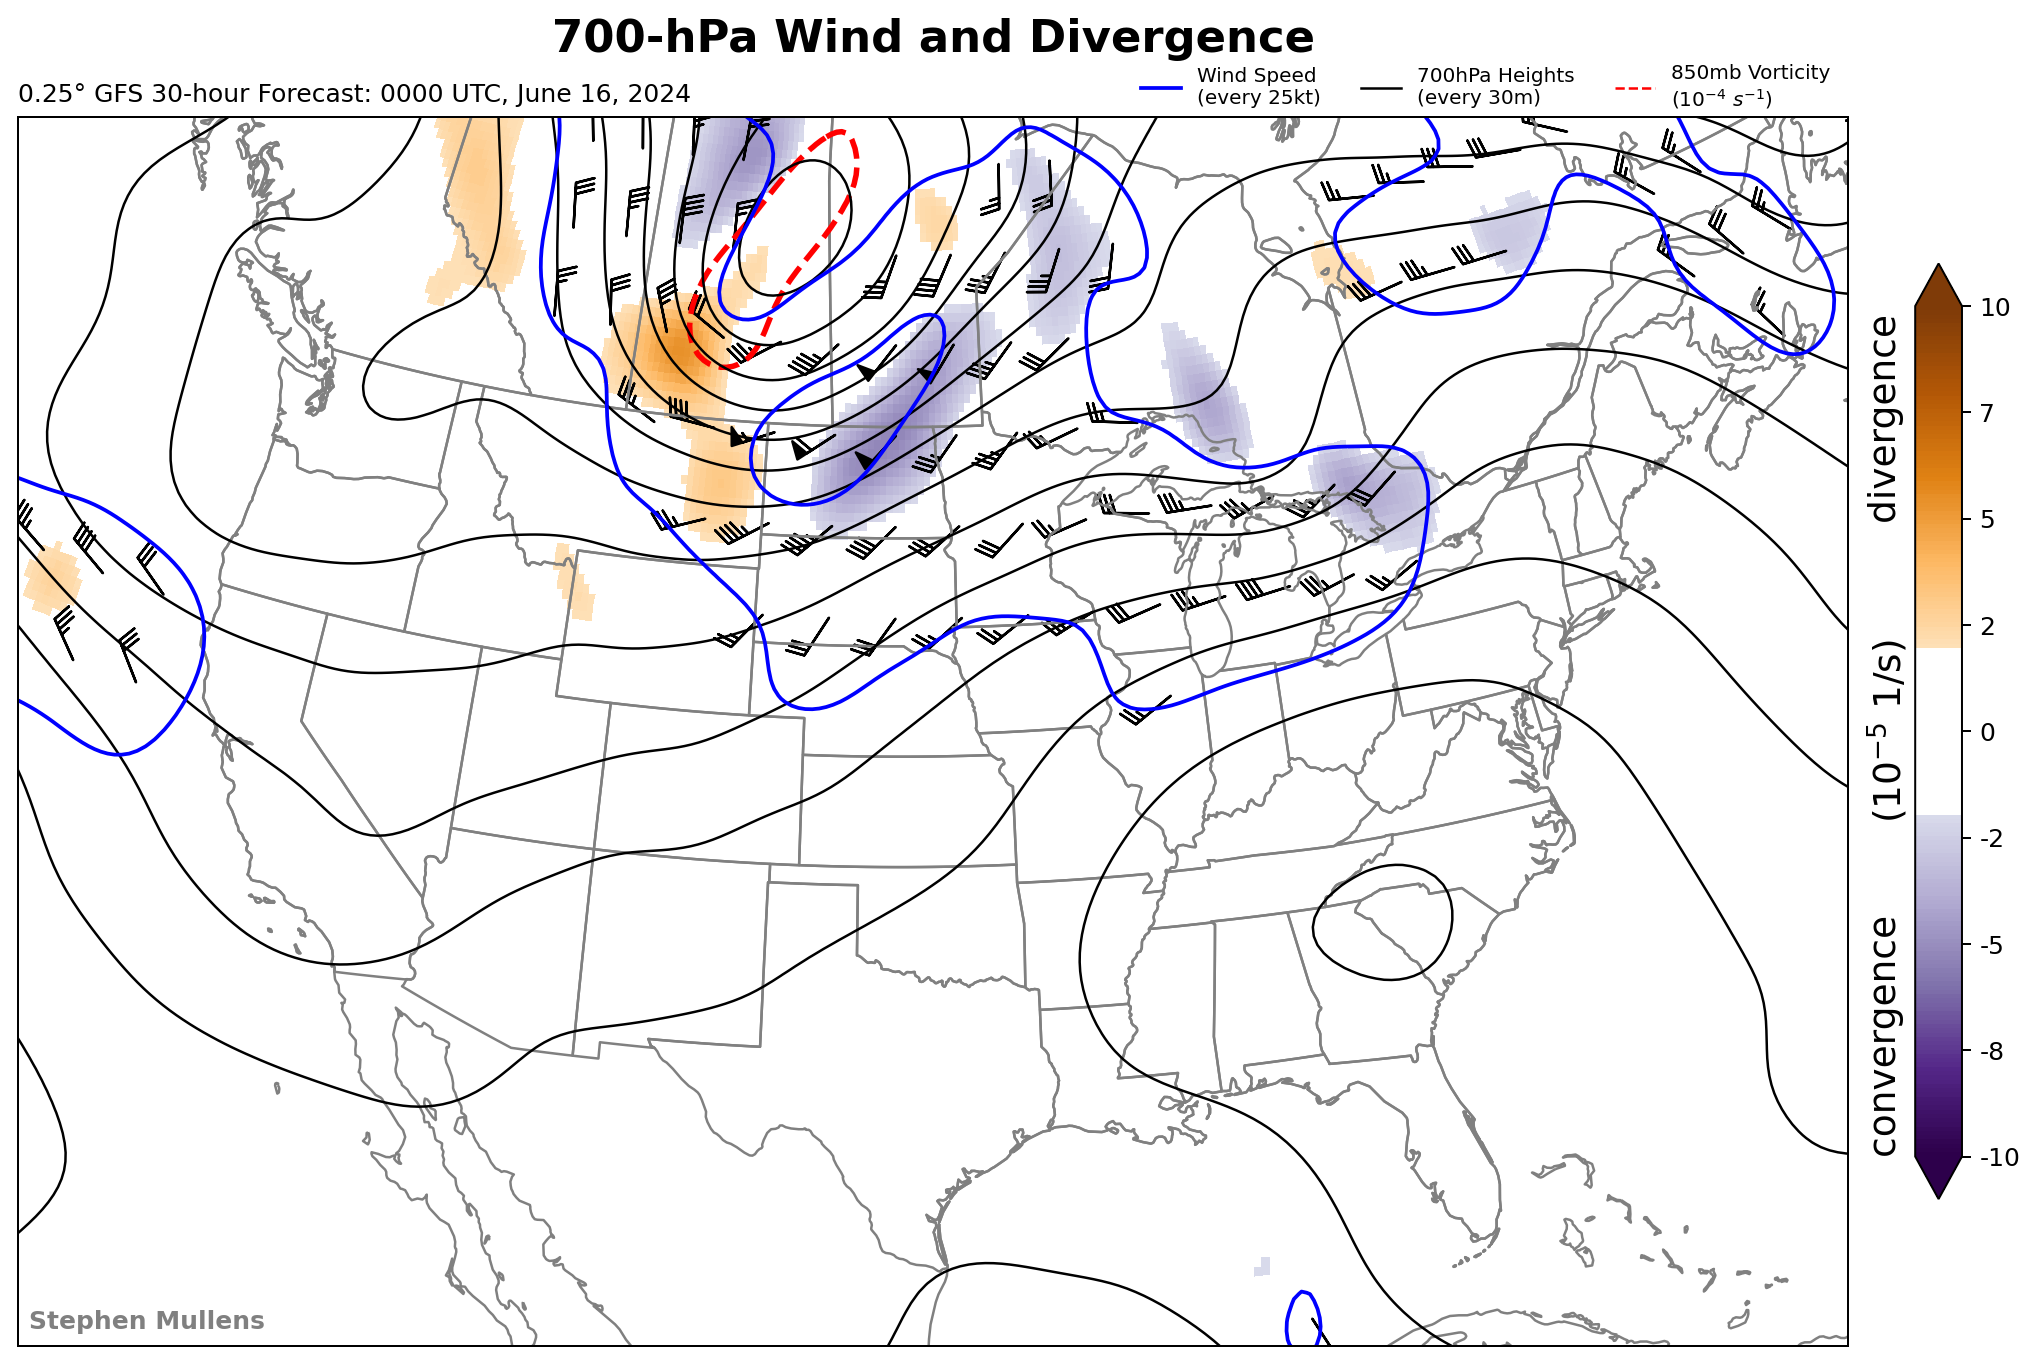 700-hPa Wind and Divergence
0.25° GFS 30-hour Forecast: 0000 UTC, June 16, 2024
Wind Speed
(every 25kt)
700hPa Heights
(every 30m)
850mb Vorticity
(10⁻⁴ s⁻¹)
10
7
5
2
0
-2
-5
-8
-10
convergence (10⁻⁵ 1/s) divergence
Stephen Mullens